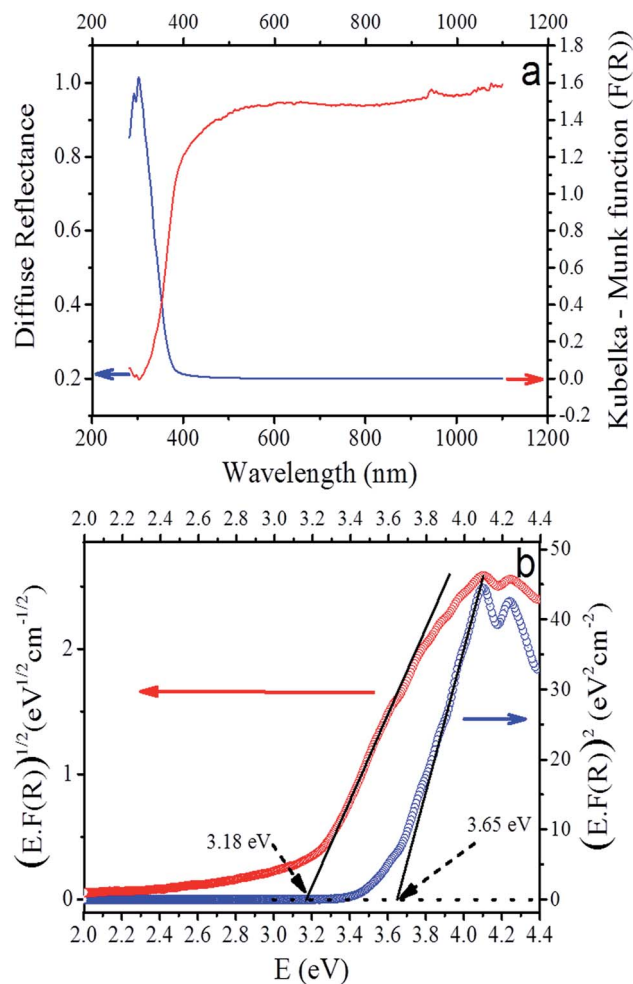 200 400 600 800 1000 1200
a
1.0
0.8
0.6
0.4
0.2
Diffuse Reflectance
1.8
1.6
1.4
1.2
1.0
0.8
0.6
0.4
0.2
0.0
-0.2
Kubelka - Munk function (F(R))
200 400 600 800 1000 1200
Wavelength (nm)
2.0 2.2 2.4 2.6 2.8 3.0 3.2 3.4 3.6 3.8 4.0 4.2 4.4
b
2
1
0
(E.F(R))^1/2 (eV^1/2 cm^-1/2)
50
40
30
20
10
0
(E.F(R))^2 (eV^2 cm^-2)
3.18 eV
3.65 eV
2.0 2.2 2.4 2.6 2.8 3.0 3.2 3.4 3.6 3.8 4.0 4.2 4.4
E (eV)